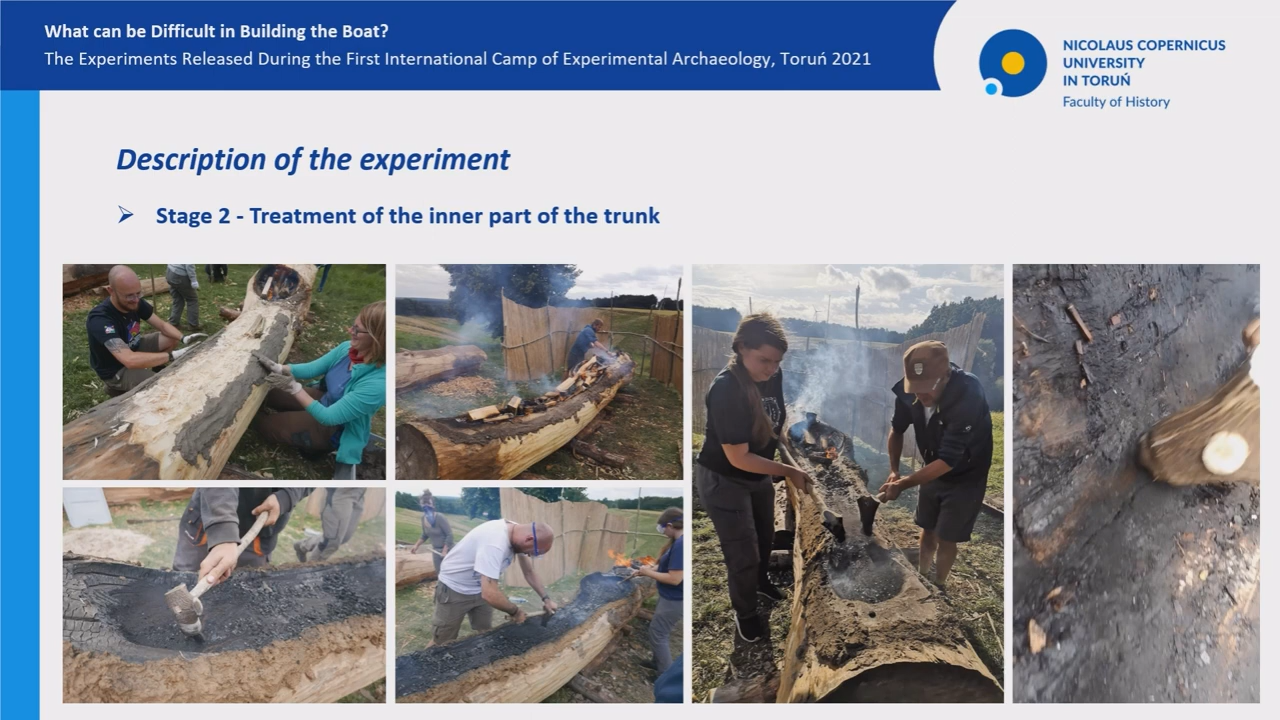 What can be Difficult in Building the Boat?
The Experiments Released During the First International Camp of Experimental Archaeology, Toruń 2021
NICOLAUS COPERNICUS
UNIVERSITY
IN TORUŃ
Faculty of History
Description of the experiment
Stage 2 - Treatment of the inner part of the trunk